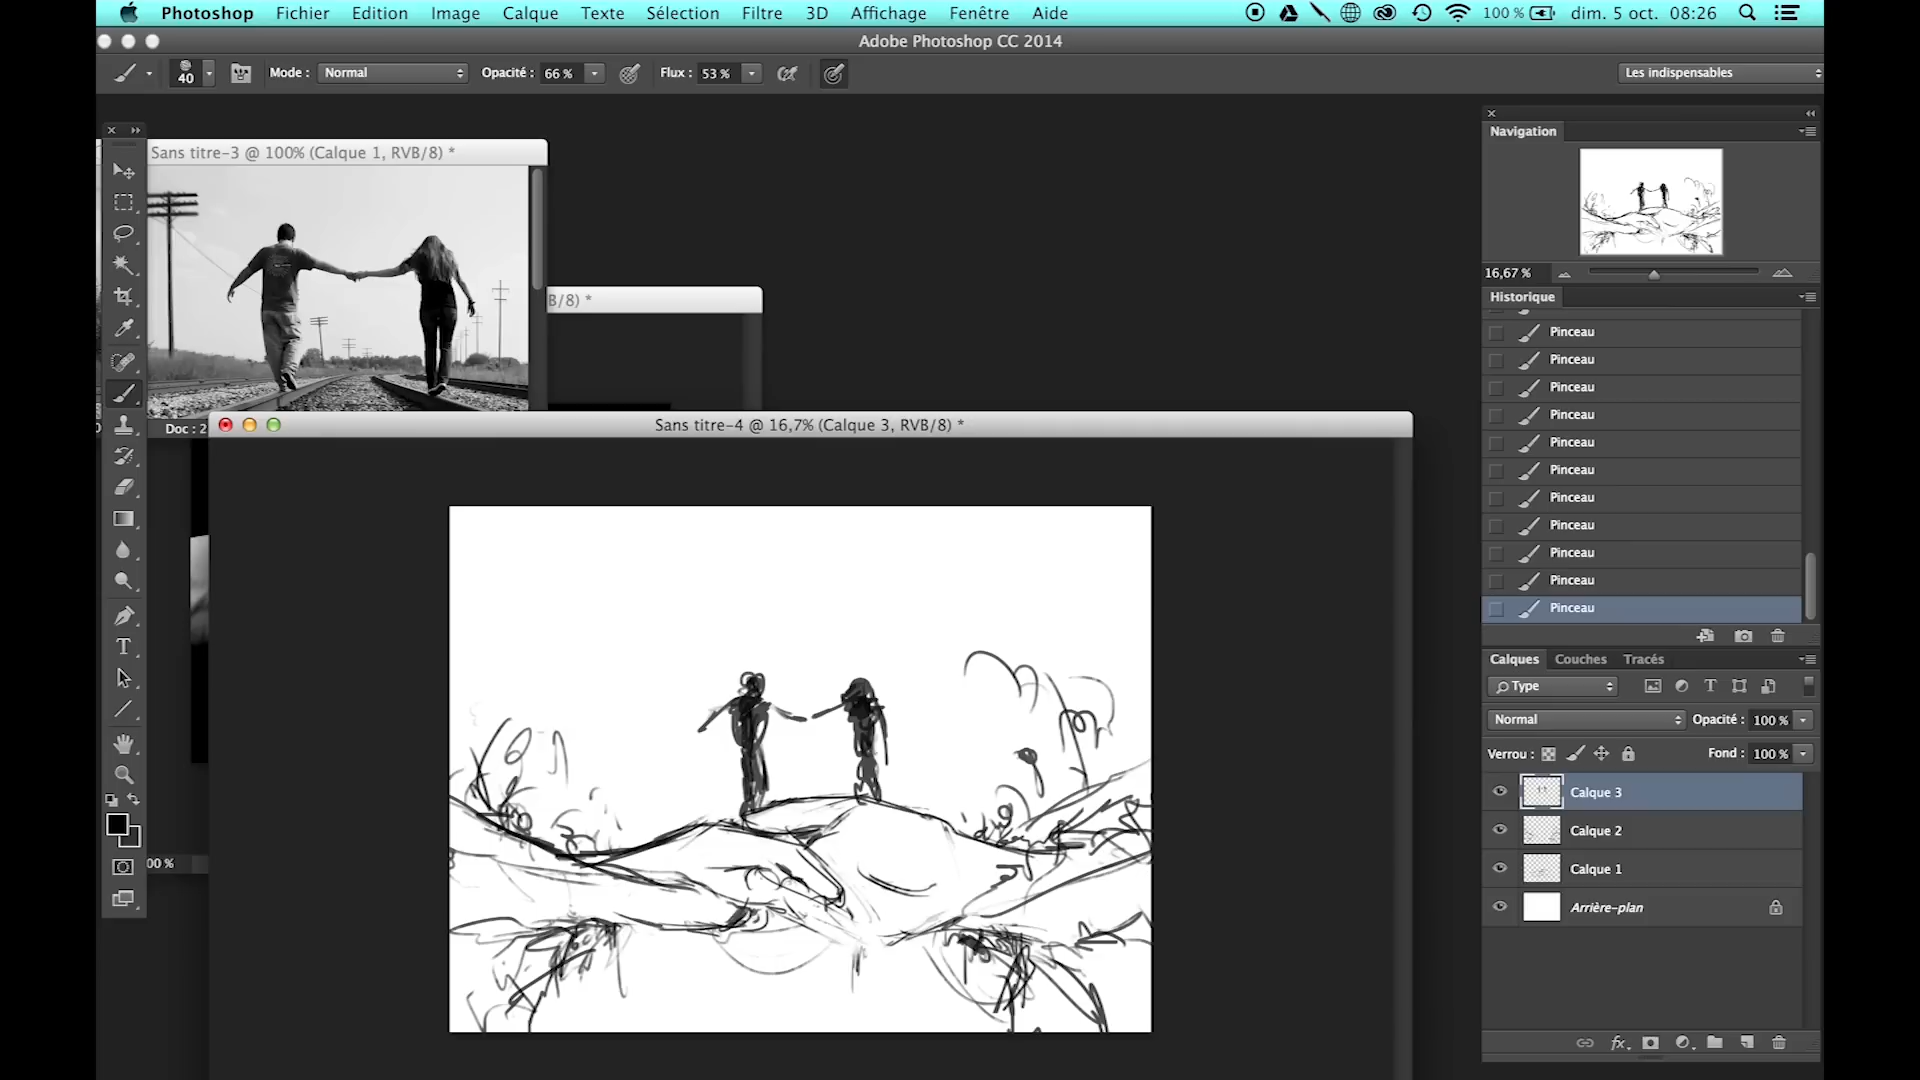 Photoshop Fichier Edition Image Calque Texte Sélection Filtre 3D Affichage Fenêtre Aide 100 % dim. 5 oct. 08:26
Adobe Photoshop CC 2014
40 Mode : Normal Opacité : 66 % Flux : 53 % Les indispensables
Navigation
Sans titre-3 @ 100% (Calque 1, RVB/8) *
16,67 %
Historique
B/8) *
Pinceau
Pinceau
Pinceau
Pinceau
Pinceau
Pinceau
Pinceau
Pinceau
Pinceau
Pinceau
Pinceau
Doc : 2
Sans titre-4 @ 16,7% (Calque 3, RVB/8) *
Calques Couches Tracés
Type
Normal Opacité : 100 %
Verrou : Fond : 100 %
Calque 3
Calque 2
Calque 1
00 %
Arrière-plan
fx